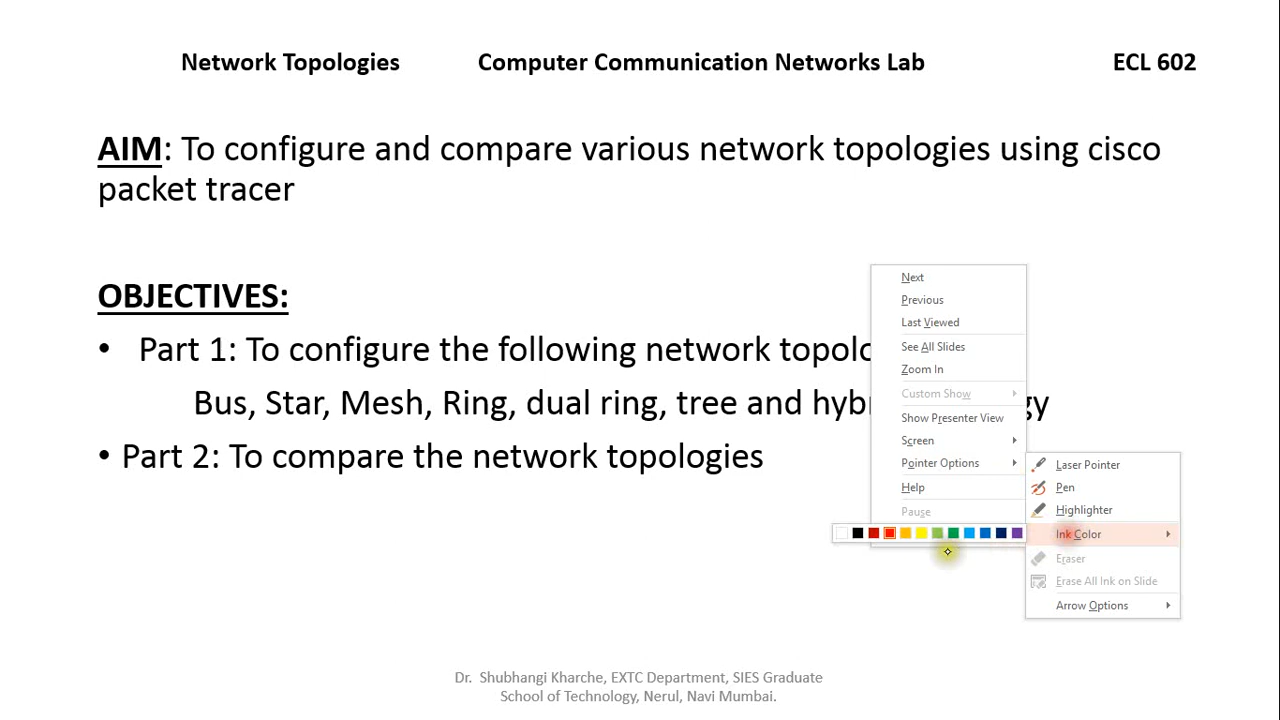 Network Topologies Computer Communication Networks Lab ECL 602
AIM: To configure and compare various network topologies using cisco
packet tracer
OBJECTIVES:
• Part 1: To configure the following network topolo
Bus, Star, Mesh, Ring, dual ring, tree and hyb gy
• Part 2: To compare the network topologies
Next
Previous
Last Viewed
See All Slides
Zoom In
Custom Show
Show Presenter View
Screen
Pointer Options
Help
Pause
Laser Pointer
Pen
Highlighter
Ink Color
Eraser
Erase All Ink on Slide
Arrow Options
Dr. Shubhangi Kharche, EXTC Department, SIES Graduate
School of Technology, Nerul, Navi Mumbai.